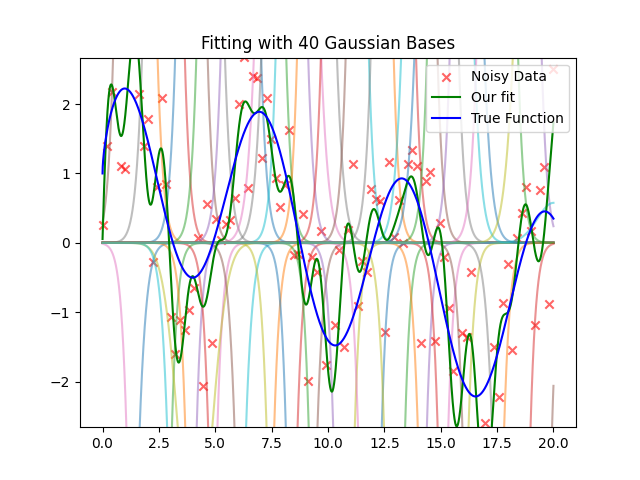 Fitting with 40 Gaussian Bases
Noisy Data
Our fit
True Function
2
1
0
−1
−2
0.0 2.5 5.0 7.5 10.0 12.5 15.0 17.5 20.0